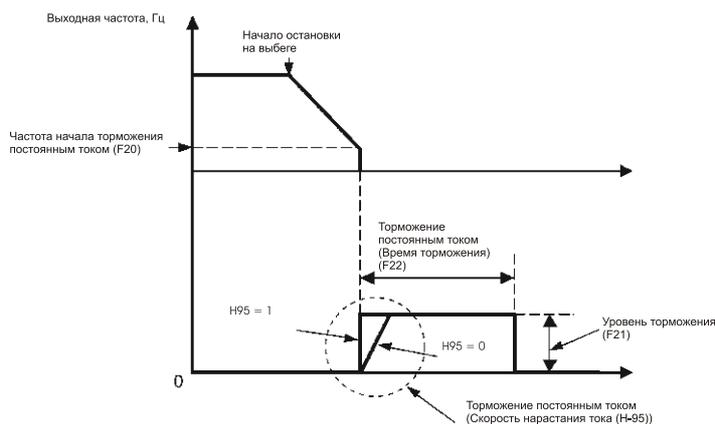 Выходная частота, Гц
Начало остановки
на выбеге
Частота начала торможения
постоянным током (F20)
Торможение
постоянным током
(Время торможения)
(F22)
H95 = 1
H95 = 0
Уровень торможения
(F21)
0
Торможение постоянным током
(Скорость нарастания тока (H-95))